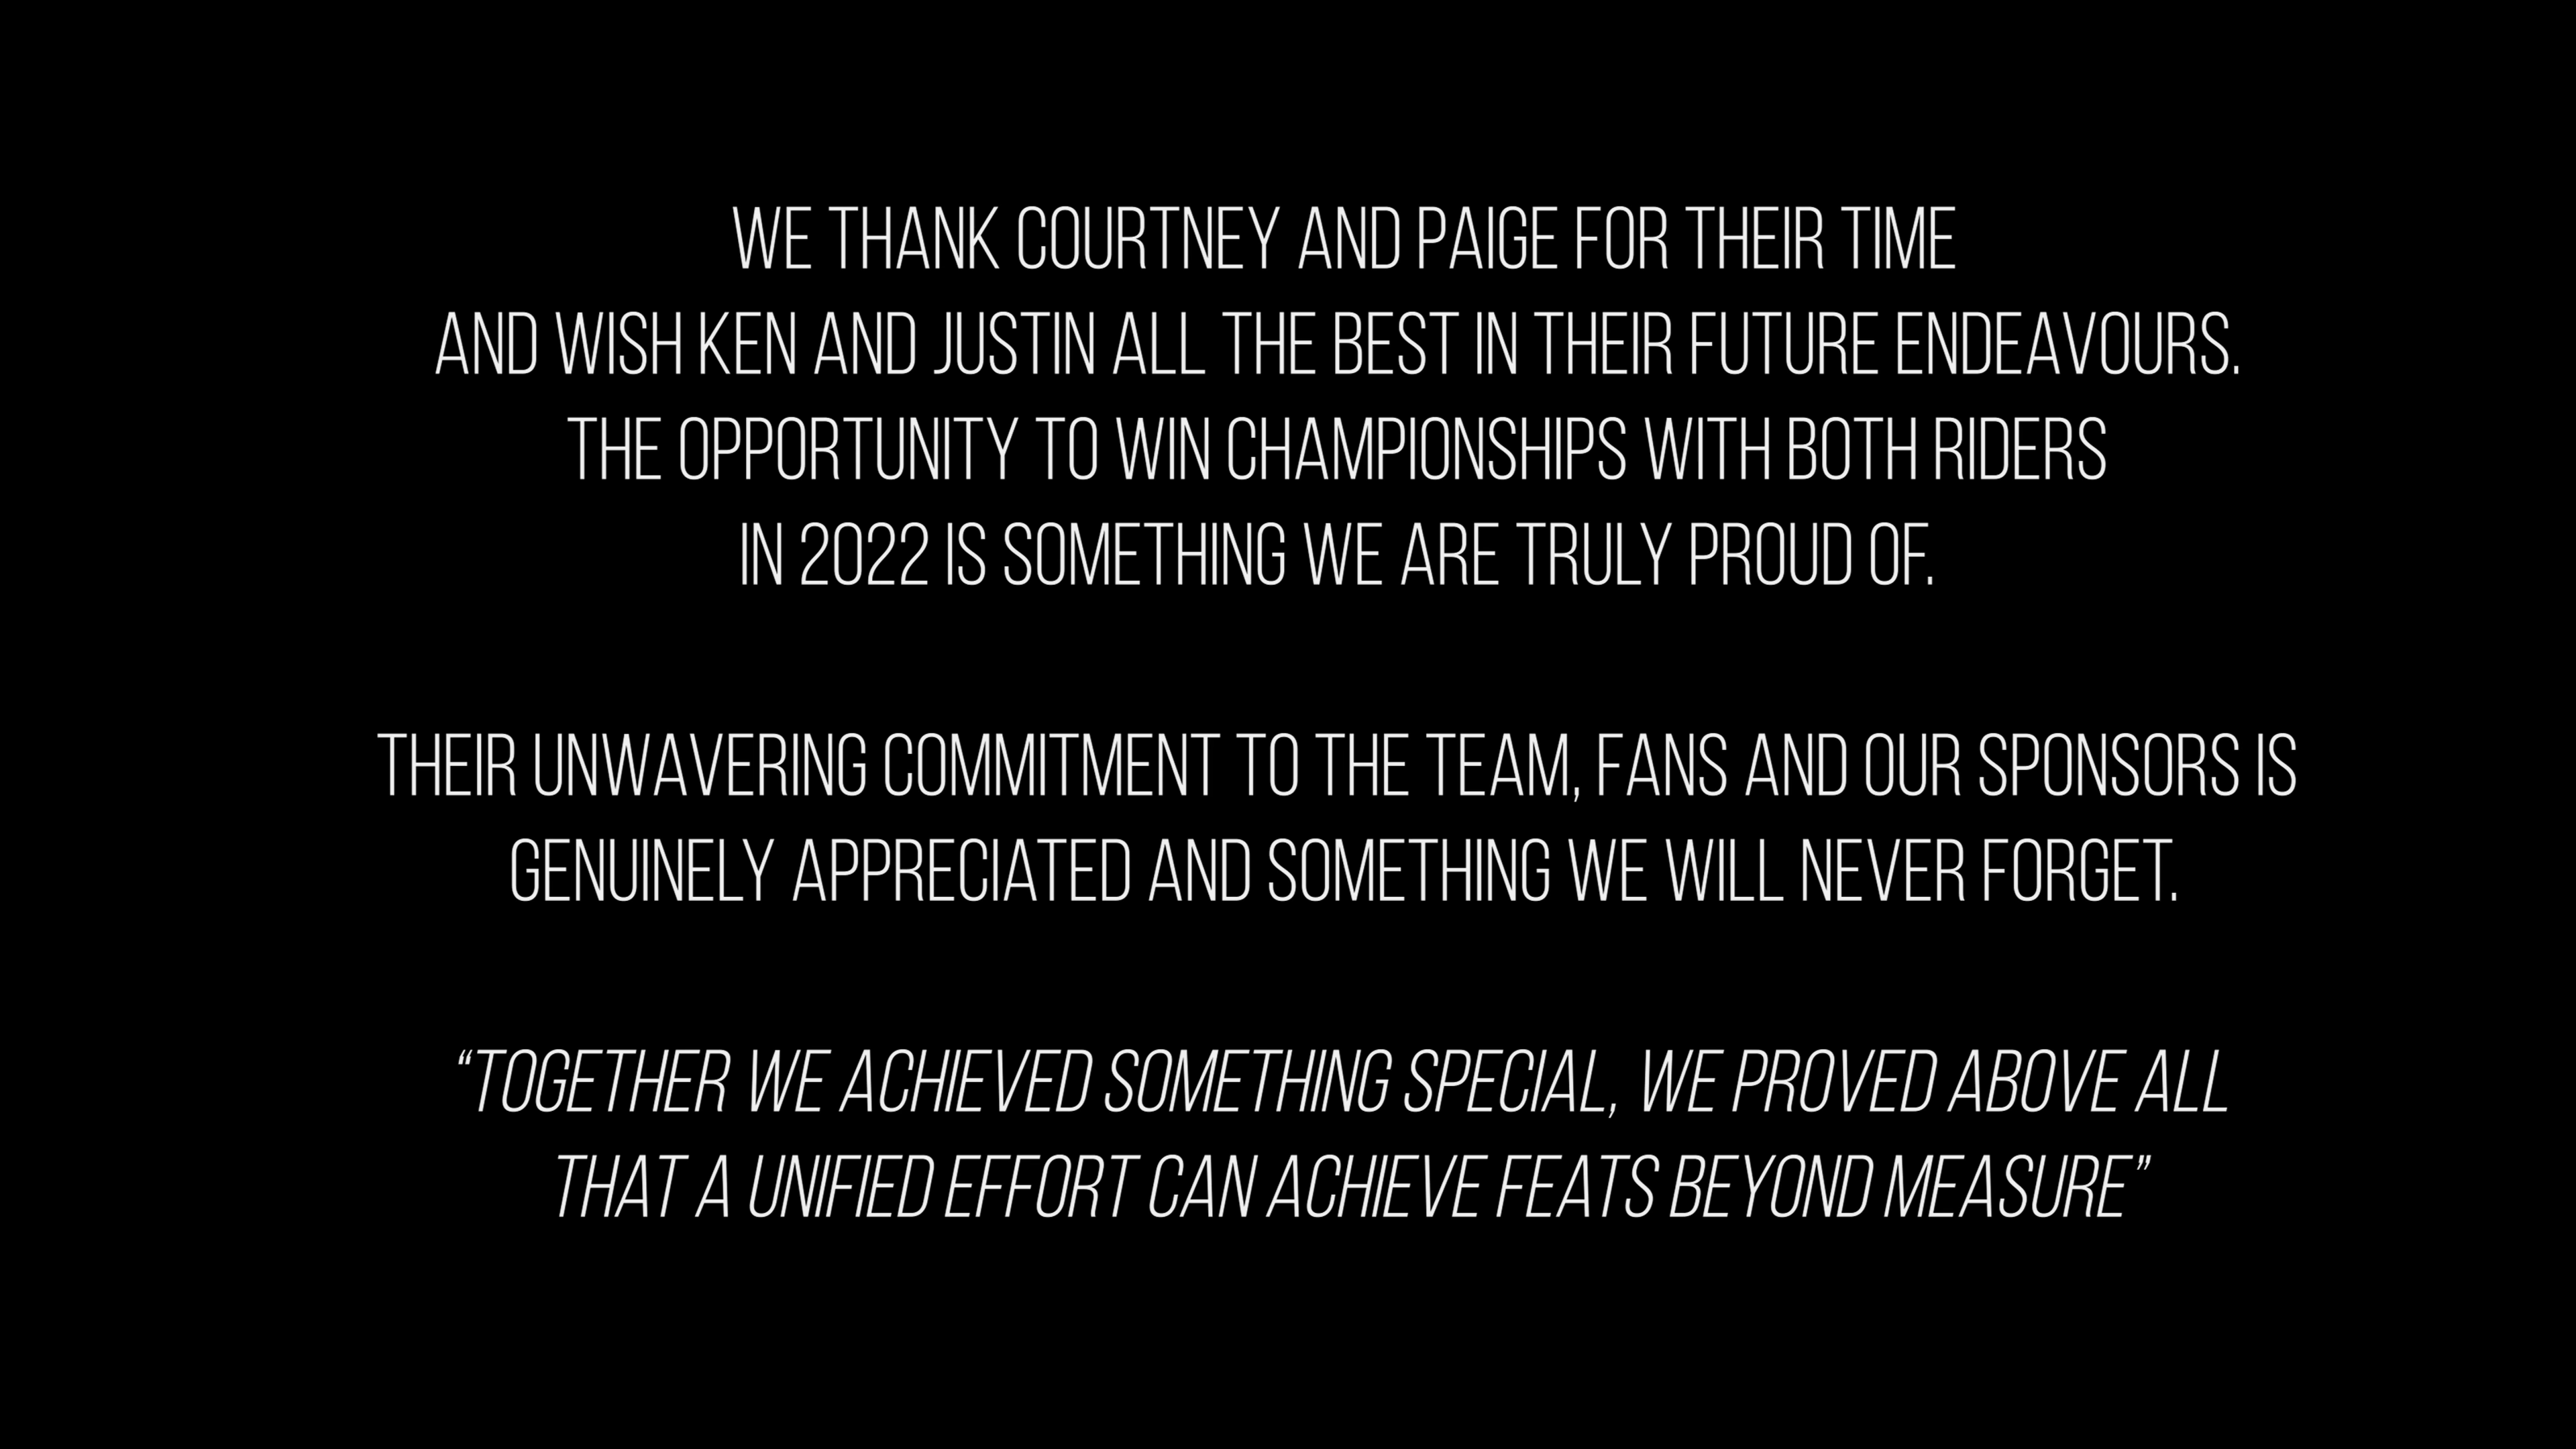 WE THANK COURTNEY AND PAIGE FOR THEIR TIME
AND WISH KEN AND JUSTIN ALL THE BEST IN THEIR FUTURE ENDEAVOURS.
THE OPPORTUNITY TO WIN CHAMPIONSHIPS WITH BOTH RIDERS
IN 2022 IS SOMETHING WE ARE TRULY PROUD OF.
THEIR UNWAVERING COMMITMENT TO THE TEAM, FANS AND OUR SPONSORS IS
GENUINELY APPRECIATED AND SOMETHING WE WILL NEVER FORGET.
“TOGETHER WE ACHIEVED SOMETHING SPECIAL, WE PROVED ABOVE ALL
THAT A UNIFIED EFFORT CAN ACHIEVE FEATS BEYOND MEASURE”